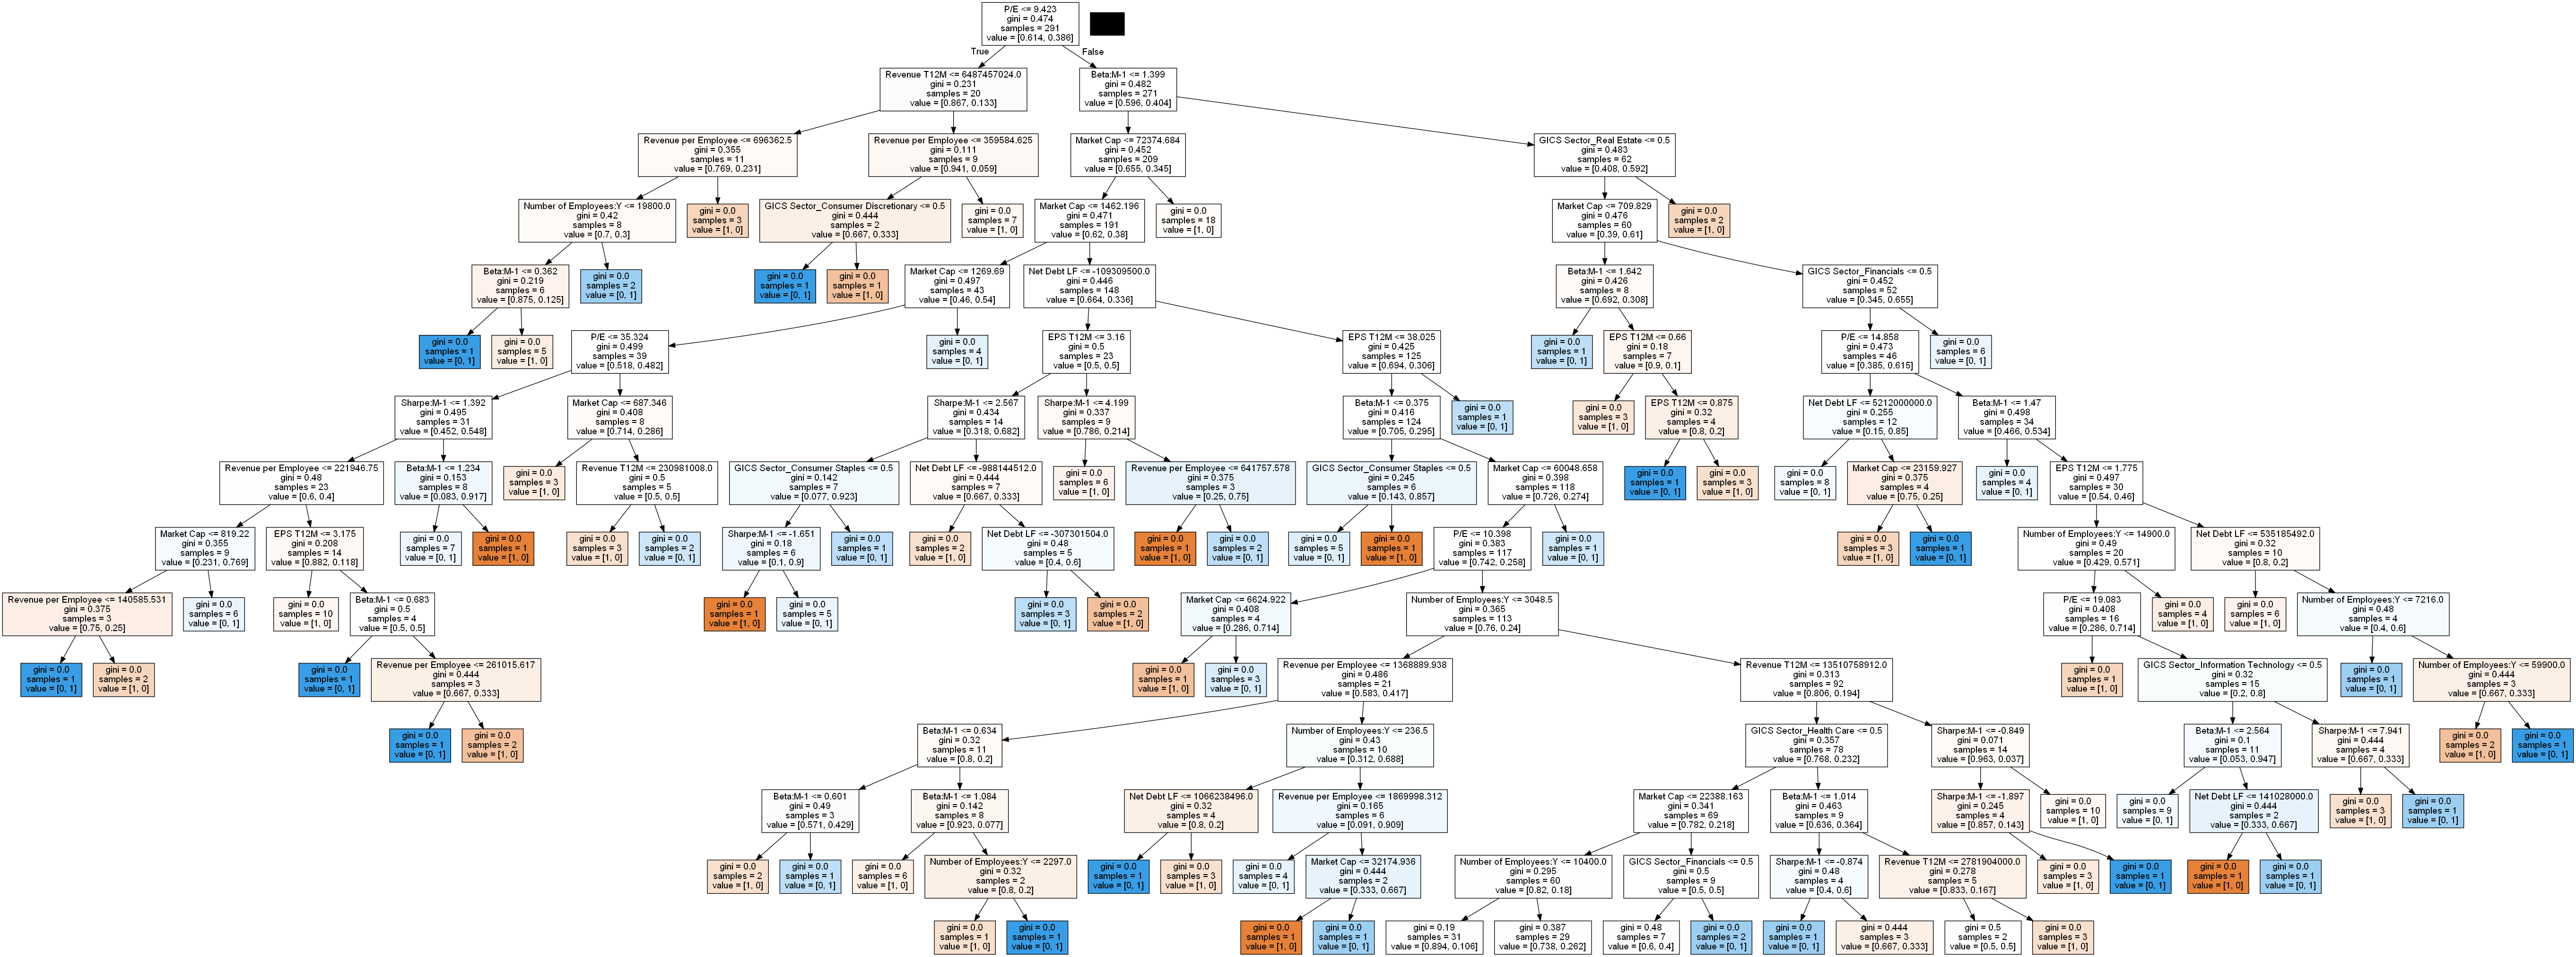 P/E <= 9.423
gini = 0.474
samples = 291
value = [0.614, 0.386]
True
False
Revenue T12M <= 6487457024.0
gini = 0.231
samples = 20
value = [0.867, 0.133]
Beta:M-1 <= 1.399
gini = 0.482
samples = 271
value = [0.596, 0.404]
Revenue per Employee <= 696362.5
gini = 0.355
samples = 11
value = [0.769, 0.231]
Revenue per Employee <= 359584.625
gini = 0.111
samples = 9
value = [0.941, 0.059]
Market Cap <= 72374.684
gini = 0.452
samples = 209
value = [0.655, 0.345]
GICS Sector_Real Estate <= 0.5
gini = 0.483
samples = 62
value = [0.408, 0.592]
Number of Employees:Y <= 19800.0
gini = 0.42
samples = 8
value = [0.7, 0.3]
gini = 0.0
samples = 3
value = [1, 0]
GICS Sector_Consumer Discretionary <= 0.5
gini = 0.444
samples = 2
value = [0.667, 0.333]
gini = 0.0
samples = 7
value = [1, 0]
Market Cap <= 1462.196
gini = 0.471
samples = 191
value = [0.62, 0.38]
gini = 0.0
samples = 18
value = [1, 0]
Market Cap <= 709.829
gini = 0.476
samples = 60
value = [0.39, 0.61]
gini = 0.0
samples = 2
value = [1, 0]
Beta:M-1 <= 0.362
gini = 0.219
samples = 6
value = [0.875, 0.125]
gini = 0.0
samples = 2
value = [0, 1]
gini = 0.0
samples = 1
value = [0, 1]
gini = 0.0
samples = 1
value = [1, 0]
Market Cap <= 1269.69
gini = 0.497
samples = 43
value = [0.46, 0.54]
Net Debt LF <= -109309500.0
gini = 0.446
samples = 148
value = [0.664, 0.336]
Beta:M-1 <= 1.642
gini = 0.426
samples = 8
value = [0.692, 0.308]
GICS Sector_Financials <= 0.5
gini = 0.452
samples = 52
value = [0.345, 0.655]
gini = 0.0
samples = 1
value = [0, 1]
gini = 0.0
samples = 5
value = [1, 0]
P/E <= 35.324
gini = 0.499
samples = 39
value = [0.518, 0.482]
gini = 0.0
samples = 4
value = [0, 1]
EPS T12M <= 3.16
gini = 0.5
samples = 23
value = [0.5, 0.5]
EPS T12M <= 38.025
gini = 0.425
samples = 125
value = [0.694, 0.306]
gini = 0.0
samples = 1
value = [0, 1]
EPS T12M <= 0.66
gini = 0.18
samples = 7
value = [0.9, 0.1]
P/E <= 14.858
gini = 0.473
samples = 46
value = [0.385, 0.615]
gini = 0.0
samples = 6
value = [0, 1]
Sharpe:M-1 <= 1.392
gini = 0.495
samples = 31
value = [0.452, 0.548]
Market Cap <= 687.346
gini = 0.408
samples = 8
value = [0.714, 0.286]
Sharpe:M-1 <= 2.567
gini = 0.434
samples = 14
value = [0.318, 0.682]
Sharpe:M-1 <= 4.199
gini = 0.337
samples = 9
value = [0.786, 0.214]
Beta:M-1 <= 0.375
gini = 0.416
samples = 124
value = [0.705, 0.295]
gini = 0.0
samples = 1
value = [0, 1]
gini = 0.0
samples = 3
value = [1, 0]
EPS T12M <= 0.875
gini = 0.32
samples = 4
value = [0.8, 0.2]
Net Debt LF <= 5212000000.0
gini = 0.255
samples = 12
value = [0.15, 0.85]
Beta:M-1 <= 1.47
gini = 0.498
samples = 34
value = [0.466, 0.534]
Revenue per Employee <= 221946.75
gini = 0.48
samples = 23
value = [0.6, 0.4]
Beta:M-1 <= 1.234
gini = 0.153
samples = 8
value = [0.083, 0.917]
gini = 0.0
samples = 3
value = [1, 0]
Revenue T12M <= 230981008.0
gini = 0.5
samples = 5
value = [0.5, 0.5]
GICS Sector_Consumer Staples <= 0.5
gini = 0.142
samples = 7
value = [0.077, 0.923]
Net Debt LF <= -988144512.0
gini = 0.444
samples = 7
value = [0.667, 0.333]
gini = 0.0
samples = 6
value = [1, 0]
Revenue per Employee <= 641757.578
gini = 0.375
samples = 3
value = [0.25, 0.75]
GICS Sector_Consumer Staples <= 0.5
gini = 0.245
samples = 6
value = [0.143, 0.857]
Market Cap <= 60048.658
gini = 0.398
samples = 118
value = [0.726, 0.274]
gini = 0.0
samples = 1
value = [0, 1]
gini = 0.0
samples = 3
value = [1, 0]
gini = 0.0
samples = 8
value = [0, 1]
Market Cap <= 23159.927
gini = 0.375
samples = 4
value = [0.75, 0.25]
gini = 0.0
samples = 4
value = [0, 1]
EPS T12M <= 1.775
gini = 0.497
samples = 30
value = [0.54, 0.46]
Market Cap <= 819.22
gini = 0.355
samples = 9
value = [0.231, 0.769]
EPS T12M <= 3.175
gini = 0.208
samples = 14
value = [0.882, 0.118]
gini = 0.0
samples = 7
value = [0, 1]
gini = 0.0
samples = 1
value = [1, 0]
gini = 0.0
samples = 3
value = [1, 0]
gini = 0.0
samples = 2
value = [0, 1]
Sharpe:M-1 <= -1.651
gini = 0.18
samples = 6
value = [0.1, 0.9]
gini = 0.0
samples = 1
value = [0, 1]
gini = 0.0
samples = 2
value = [1, 0]
Net Debt LF <= -307301504.0
gini = 0.48
samples = 5
value = [0.4, 0.6]
gini = 0.0
samples = 1
value = [1, 0]
gini = 0.0
samples = 2
value = [0, 1]
gini = 0.0
samples = 5
value = [0, 1]
gini = 0.0
samples = 1
value = [1, 0]
P/E <= 10.398
gini = 0.383
samples = 117
value = [0.742, 0.258]
gini = 0.0
samples = 1
value = [0, 1]
gini = 0.0
samples = 3
value = [1, 0]
gini = 0.0
samples = 1
value = [0, 1]
Number of Employees:Y <= 14900.0
gini = 0.49
samples = 20
value = [0.429, 0.571]
Net Debt LF <= 535185492.0
gini = 0.32
samples = 10
value = [0.8, 0.2]
Revenue per Employee <= 140585.531
gini = 0.375
samples = 3
value = [0.75, 0.25]
gini = 0.0
samples = 6
value = [0, 1]
gini = 0.0
samples = 10
value = [1, 0]
Beta:M-1 <= 0.683
gini = 0.5
samples = 4
value = [0.5, 0.5]
gini = 0.0
samples = 1
value = [1, 0]
gini = 0.0
samples = 5
value = [0, 1]
gini = 0.0
samples = 3
value = [0, 1]
gini = 0.0
samples = 2
value = [1, 0]
Market Cap <= 6624.922
gini = 0.408
samples = 4
value = [0.286, 0.714]
Number of Employees:Y <= 3048.5
gini = 0.365
samples = 113
value = [0.76, 0.24]
P/E <= 19.083
gini = 0.408
samples = 16
value = [0.286, 0.714]
gini = 0.0
samples = 4
value = [1, 0]
gini = 0.0
samples = 6
value = [1, 0]
Number of Employees:Y <= 7216.0
gini = 0.48
samples = 4
value = [0.4, 0.6]
gini = 0.0
samples = 1
value = [0, 1]
gini = 0.0
samples = 2
value = [1, 0]
gini = 0.0
samples = 1
value = [0, 1]
Revenue per Employee <= 261015.617
gini = 0.444
samples = 3
value = [0.667, 0.333]
gini = 0.0
samples = 1
value = [1, 0]
gini = 0.0
samples = 3
value = [0, 1]
Revenue per Employee <= 1368889.938
gini = 0.486
samples = 21
value = [0.583, 0.417]
Revenue T12M <= 13510758912.0
gini = 0.313
samples = 92
value = [0.806, 0.194]
gini = 0.0
samples = 1
value = [1, 0]
GICS Sector_Information Technology <= 0.5
gini = 0.32
samples = 15
value = [0.2, 0.8]
gini = 0.0
samples = 1
value = [0, 1]
Number of Employees:Y <= 59900.0
gini = 0.444
samples = 3
value = [0.667, 0.333]
gini = 0.0
samples = 1
value = [0, 1]
gini = 0.0
samples = 2
value = [1, 0]
Beta:M-1 <= 0.634
gini = 0.32
samples = 11
value = [0.8, 0.2]
Number of Employees:Y <= 236.5
gini = 0.43
samples = 10
value = [0.312, 0.688]
GICS Sector_Health Care <= 0.5
gini = 0.357
samples = 78
value = [0.768, 0.232]
Sharpe:M-1 <= -0.849
gini = 0.071
samples = 14
value = [0.963, 0.037]
Beta:M-1 <= 2.564
gini = 0.1
samples = 11
value = [0.053, 0.947]
Sharpe:M-1 <= 7.941
gini = 0.444
samples = 4
value = [0.667, 0.333]
gini = 0.0
samples = 2
value = [1, 0]
gini = 0.0
samples = 1
value = [0, 1]
Beta:M-1 <= 0.601
gini = 0.49
samples = 3
value = [0.571, 0.429]
Beta:M-1 <= 1.084
gini = 0.142
samples = 8
value = [0.923, 0.077]
Net Debt LF <= 1066238496.0
gini = 0.32
samples = 4
value = [0.8, 0.2]
Revenue per Employee <= 1869998.312
gini = 0.165
samples = 6
value = [0.091, 0.909]
Market Cap <= 22388.163
gini = 0.341
samples = 69
value = [0.782, 0.218]
Beta:M-1 <= 1.014
gini = 0.463
samples = 9
value = [0.636, 0.364]
Sharpe:M-1 <= -1.897
gini = 0.245
samples = 4
value = [0.857, 0.143]
gini = 0.0
samples = 10
value = [1, 0]
gini = 0.0
samples = 9
value = [0, 1]
Net Debt LF <= 141028000.0
gini = 0.444
samples = 2
value = [0.333, 0.667]
gini = 0.0
samples = 3
value = [1, 0]
gini = 0.0
samples = 1
value = [0, 1]
gini = 0.0
samples = 2
value = [1, 0]
gini = 0.0
samples = 1
value = [0, 1]
gini = 0.0
samples = 6
value = [1, 0]
Number of Employees:Y <= 2297.0
gini = 0.32
samples = 2
value = [0.8, 0.2]
gini = 0.0
samples = 1
value = [0, 1]
gini = 0.0
samples = 3
value = [1, 0]
gini = 0.0
samples = 4
value = [0, 1]
Market Cap <= 32174.936
gini = 0.444
samples = 2
value = [0.333, 0.667]
Number of Employees:Y <= 10400.0
gini = 0.295
samples = 60
value = [0.82, 0.18]
GICS Sector_Financials <= 0.5
gini = 0.5
samples = 9
value = [0.5, 0.5]
Sharpe:M-1 <= -0.874
gini = 0.48
samples = 4
value = [0.4, 0.6]
Revenue T12M <= 2781904000.0
gini = 0.278
samples = 5
value = [0.833, 0.167]
gini = 0.0
samples = 3
value = [1, 0]
gini = 0.0
samples = 1
value = [0, 1]
gini = 0.0
samples = 1
value = [1, 0]
gini = 0.0
samples = 1
value = [0, 1]
gini = 0.0
samples = 1
value = [1, 0]
gini = 0.0
samples = 1
value = [0, 1]
gini = 0.0
samples = 1
value = [1, 0]
gini = 0.0
samples = 1
value = [0, 1]
gini = 0.19
samples = 31
value = [0.894, 0.106]
gini = 0.387
samples = 29
value = [0.738, 0.262]
gini = 0.48
samples = 7
value = [0.6, 0.4]
gini = 0.0
samples = 2
value = [0, 1]
gini = 0.0
samples = 1
value = [0, 1]
gini = 0.444
samples = 3
value = [0.667, 0.333]
gini = 0.5
samples = 2
value = [0.5, 0.5]
gini = 0.0
samples = 3
value = [1, 0]